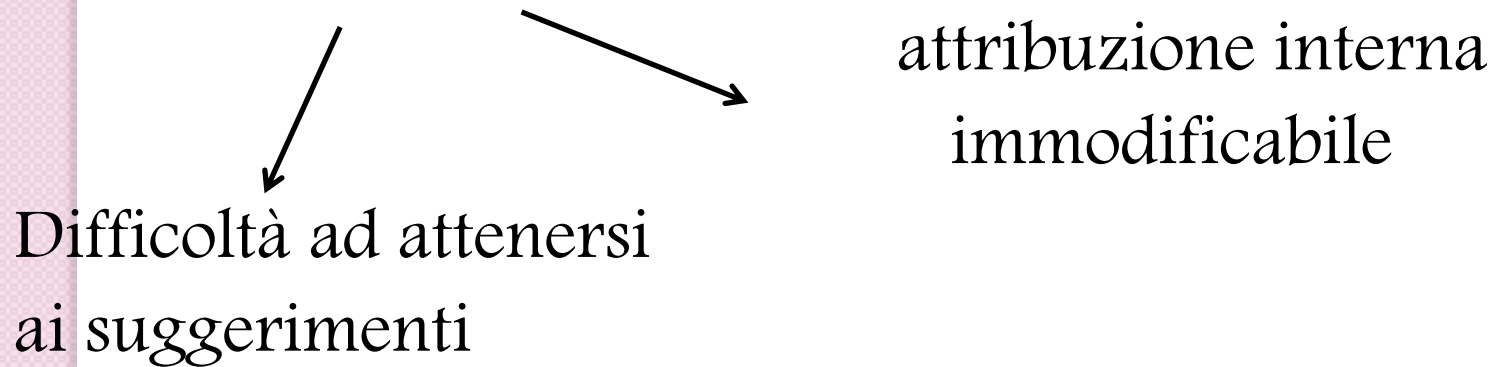 attribuzione interna
immodificabile
Difficoltà ad attenersi
ai suggerimenti